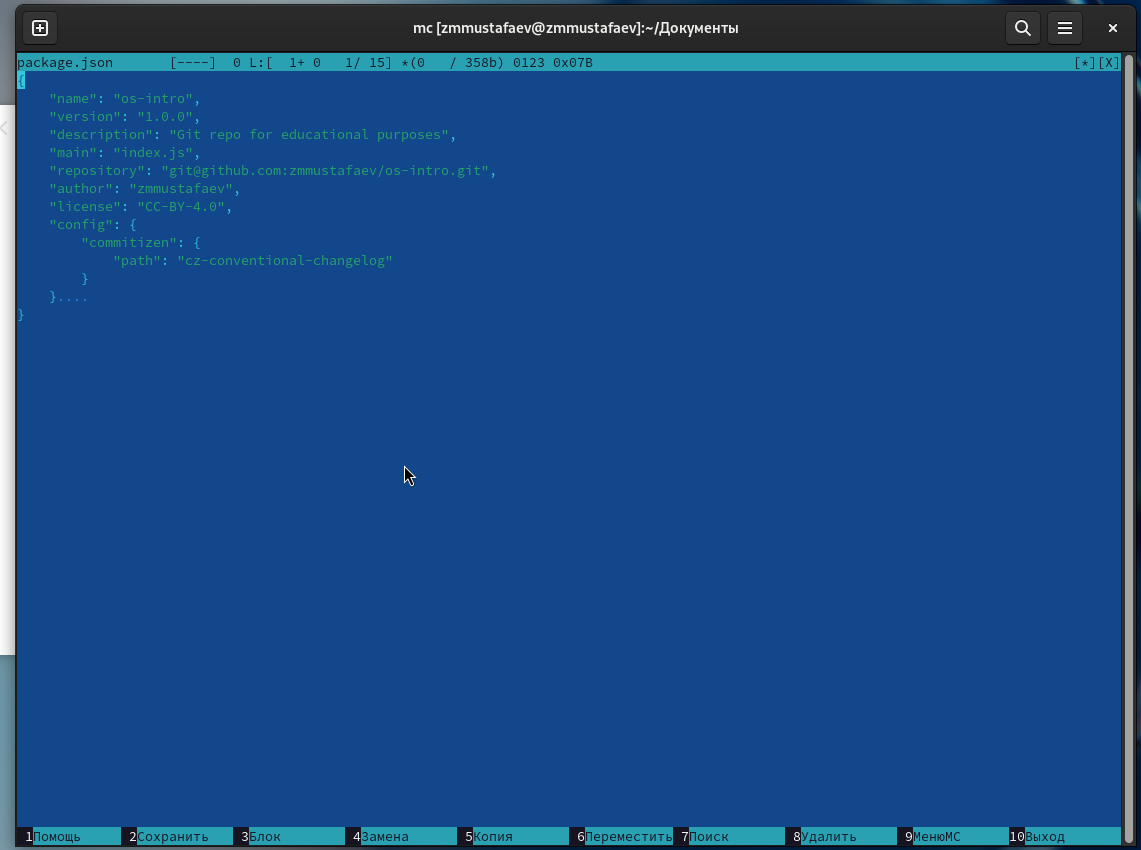 mc [zmmustafaev@zmmustafaev]:~/Документы
package.json       [----]  0 L:[  1+ 0   1/ 15] *(0   / 358b) 0123 0x07B [*][X]
{
    "name": "os-intro",
    "version": "1.0.0",
    "description": "Git repo for educational purposes",
    "main": "index.js",
    "repository": "git@github.com:zmmustafaev/os-intro.git",
    "author": "zmmustafaev",
    "license": "CC-BY-4.0",
    "config": {
        "commitizen": {
            "path": "cz-conventional-changelog"
        }
    }....
}
1Помощь 2Сохранить 3Блок 4Замена 5Копия 6Переместить 7Поиск 8Удалить 9МенюMC 10Выход